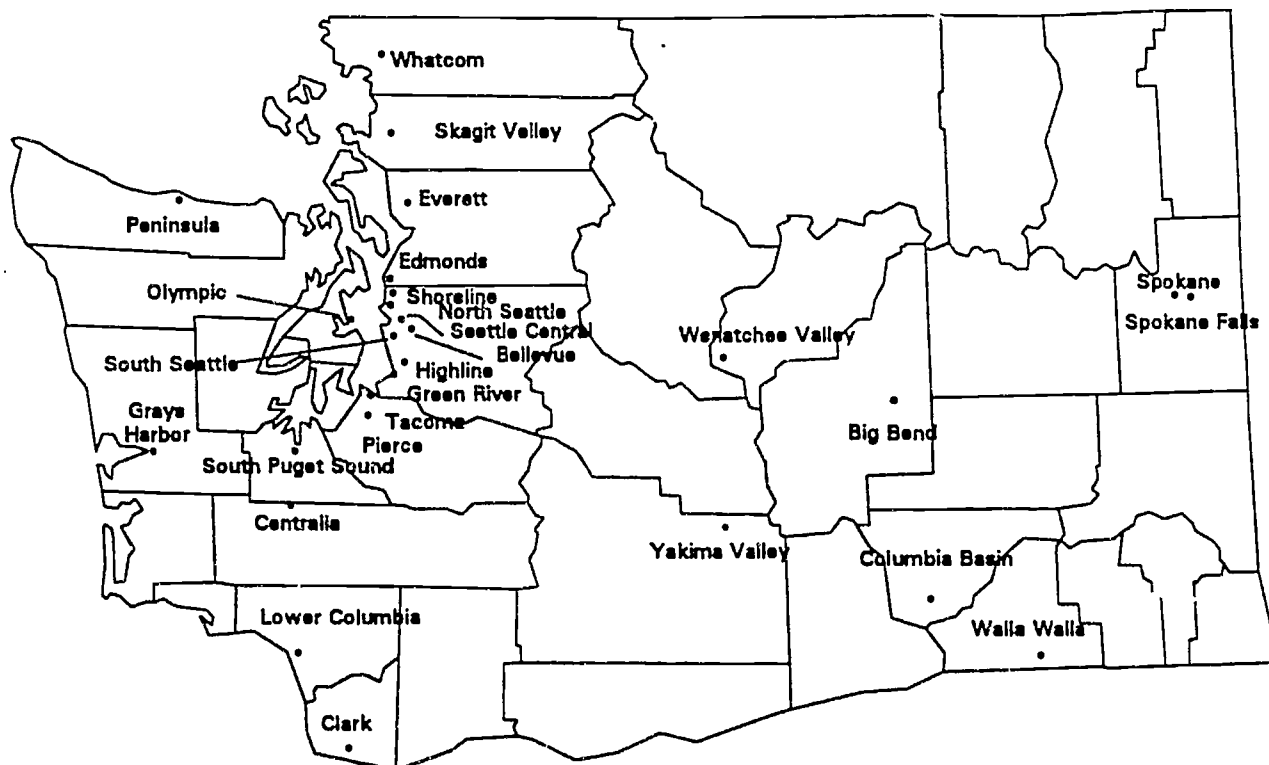 Whatcom
Skagit Valley
Everett
Peninsula
Edmonds
Olympic
Shoreline
North Seattle
Seattle Central
South Seattle
Bellevue
Highline
Green River
Wenatchee Valley
Spokane
Spokane Falls
Grays
Harbor
Tacoma
Pierce
Big Bend
South Puget Sound
Centralia
Yakima Valley
Columbia Basin
Lower Columbia
Walla Walla
Clark